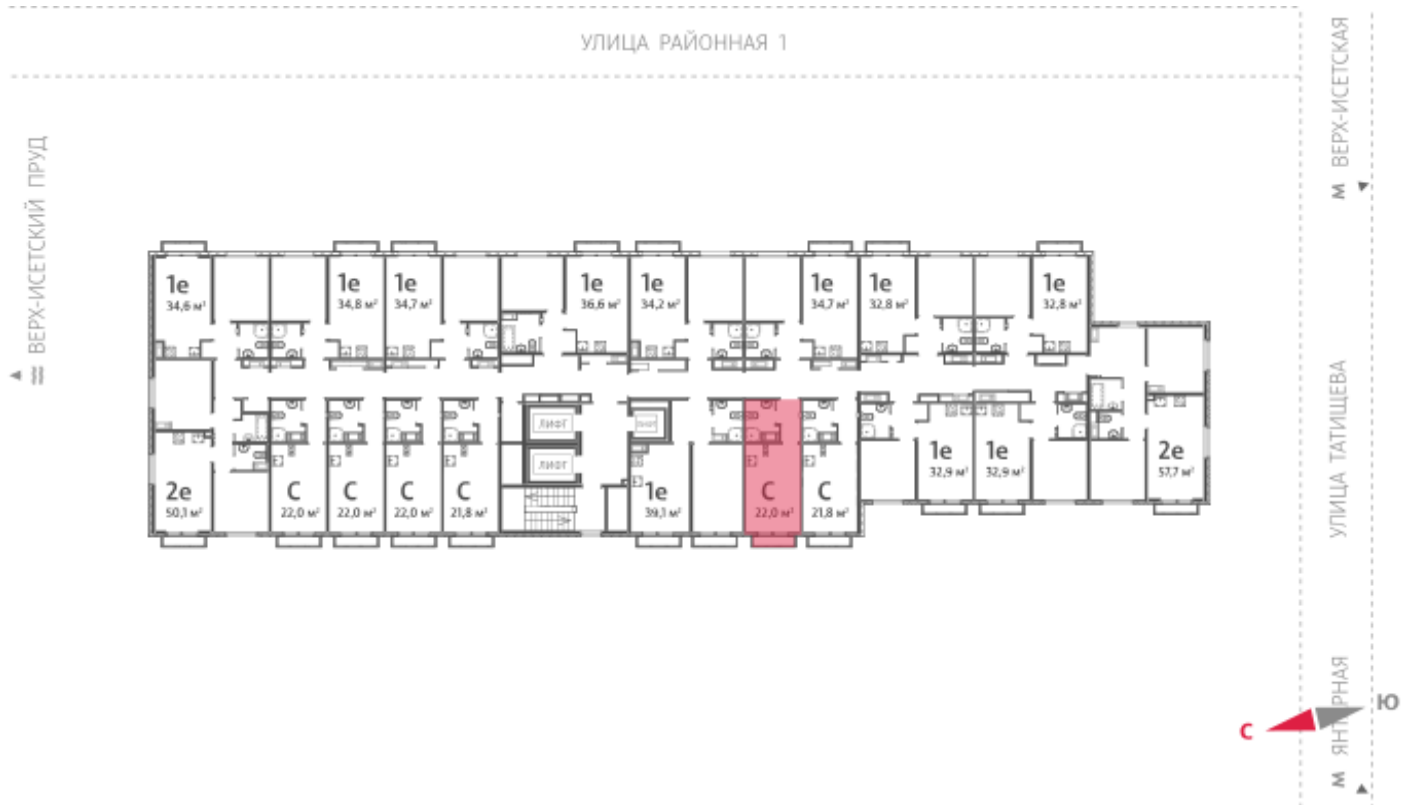 УЛИЦА РАЙОННАЯ 1
М ВЕРХ-ИСЕТСКАЯ
ВЕРХ-ИСЕТСКИЙ ПРУД
1е
34,6 м²
1е
34,8 м²
1е
34,7 м²
1е
36,6 м²
1е
34,2 м²
1е
34,7 м²
1е
32,8 м²
1е
32,8 м²
ЛИФТ
ЛИФТ
ЛИФТ
2е
50,1 м²
С
22,0 м²
С
22,0 м²
С
22,0 м²
С
21,8 м²
1е
39,1 м²
С
22,0 м²
С
21,8 м²
1е
32,9 м²
1е
32,9 м²
2е
57,7 м²
УЛИЦА ТАТИЩЕВА
М ЯНТАРНАЯ
С
Ю